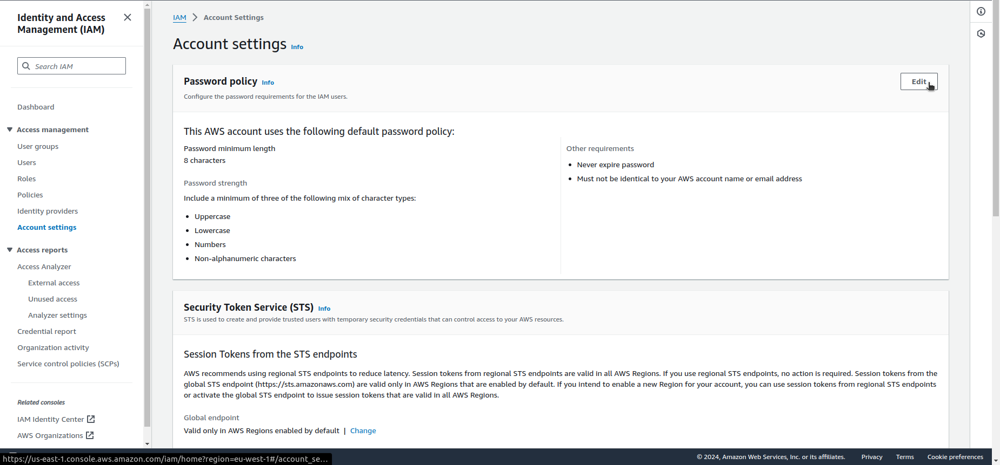 Identity and Access
Management (IAM)
Search IAM
Dashboard
Access management
User groups
Users
Roles
Policies
Identity providers
Account settings
Access reports
Access Analyzer
External access
Unused access
Analyzer settings
Credential report
Organization activity
Service control policies (SCPs)
Related consoles
IAM Identity Center
AWS Organizations
IAM > Account Settings
Account settings Info
Password policy Info
Edit
Configure the password requirements for the IAM users.
This AWS account uses the following default password policy:
Password minimum length
8 characters
Password strength
Include a minimum of three of the following mix of character types:
• Uppercase
• Lowercase
• Numbers
• Non-alphanumeric characters
Other requirements
• Never expire password
• Must not be identical to your AWS account name or email address
Security Token Service (STS) Info
STS is used to create and provide trusted users with temporary security credentials that can control access to your AWS resources.
Session Tokens from the STS endpoints
AWS recommends using regional STS endpoints to reduce latency. Session tokens from regional STS endpoints are valid in all AWS Regions. If you use regional STS endpoints, no action is required. Session tokens from the
global STS endpoint (https://sts.amazonaws.com) are valid only in AWS Regions that are enabled by default. If you intend to enable a new Region for your account, you can use session tokens from regional STS endpoints
or activate the global STS endpoint to issue session tokens that are valid in all AWS Regions.
Global endpoint
Valid only in AWS Regions enabled by default | Change
https://us-east-1.console.aws.amazon.com/iam/home?region=eu-west-1#/account_se...
© 2024, Amazon Web Services, Inc. or its affiliates. Privacy Terms Cookie preferences